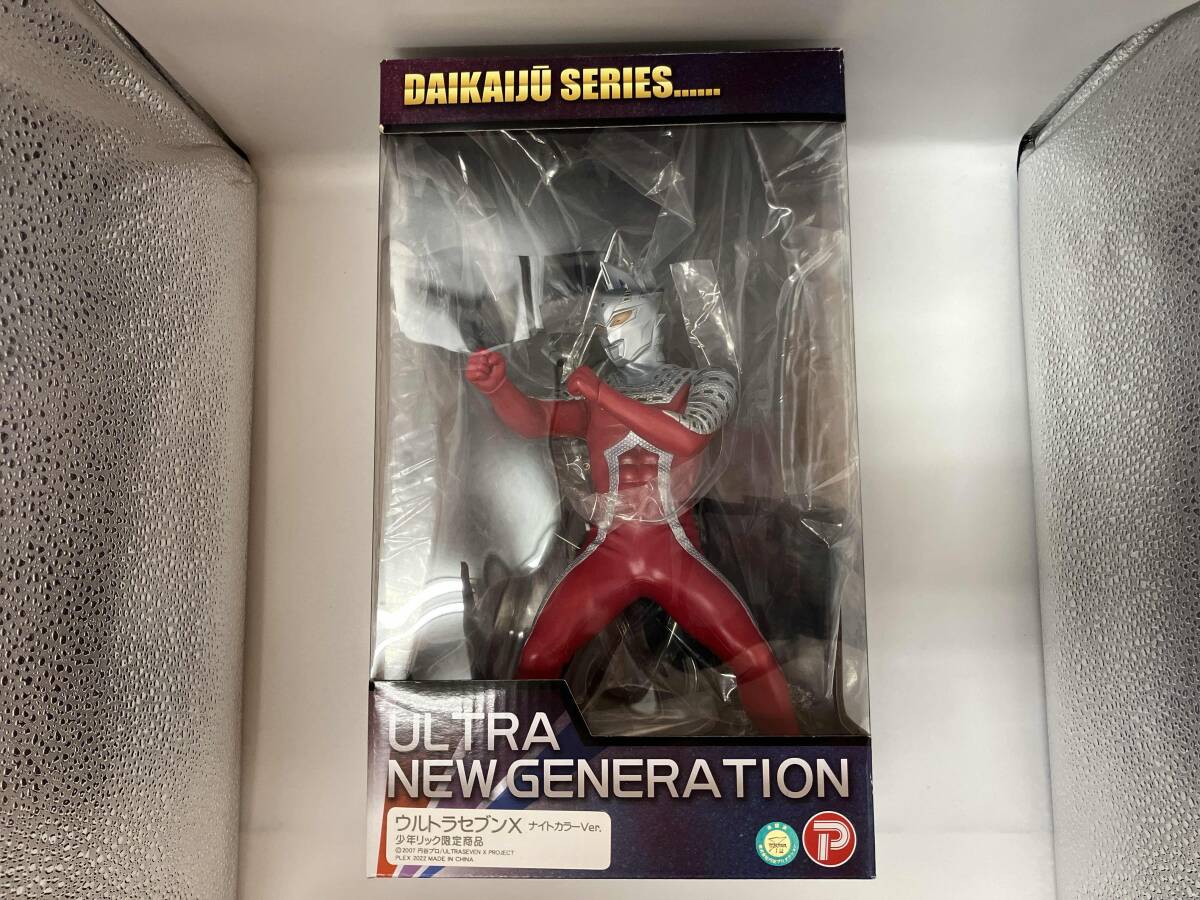 DAIKAIJŪ SERIES......
ULTRA
NEW GENERATION
ウルトラセブンX ナイトカラーVer.
少年リック限定商品
©2007 円谷プロ/ULTRASEVEN X PROJECT
PLEX 2022 MADE IN CHINA
P